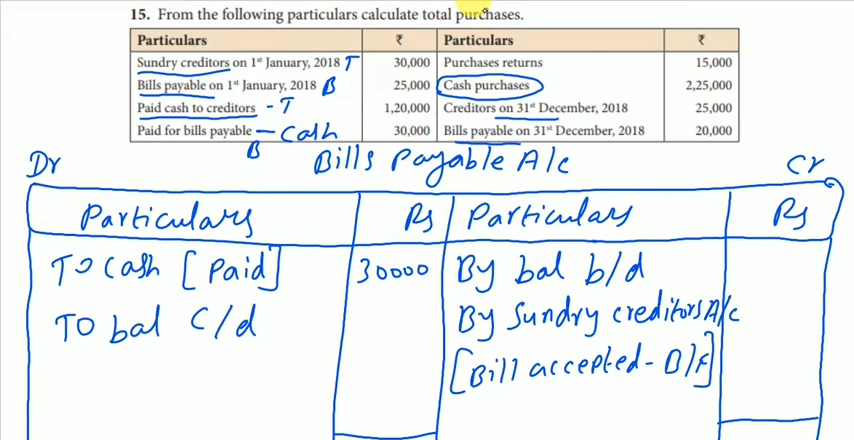 15. From the following particulars calculate total purchases.
Particulars ₹ Particulars ₹
Sundry creditors on 1st January, 2018 T 30,000 Purchases returns 15,000
Bills payable on 1st January, 2018 B 25,000 Cash purchases 2,25,000
Paid cash to creditors - T 1,20,000 Creditors on 31st December, 2018 25,000
Paid for bills payable - Cash 30,000 Bills payable on 31st December, 2018 20,000
B
Dr Bills Payable A/c Cr
Particulars Rs Particulars Rs
To Cash [Paid] 30000 By bal b/d
To bal C/d By Sundry creditors A/c
[Bill accepted - B/F]